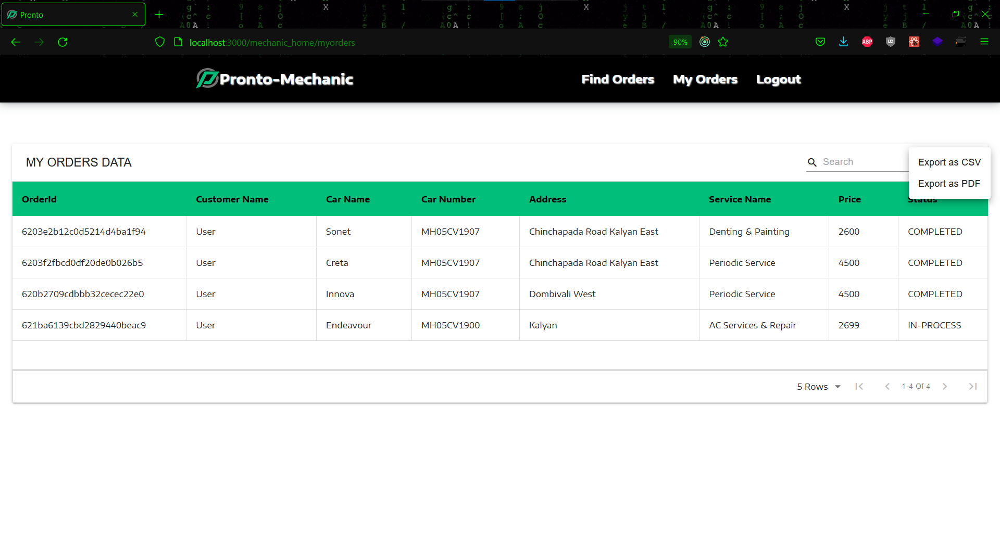 Pronto
localhost:3000/mechanic_home/myorders
90%
ABP
Pronto-Mechanic
Find Orders
My Orders
Logout
MY ORDERS DATA
Search
Export as CSV
Export as PDF
OrderId Customer Name Car Name Car Number Address Service Name Price Status
6203e2b12c0d5214d4ba1f94 User Sonet MH05CV1907 Chinchapada Road Kalyan East Denting & Painting 2600 COMPLETED
6203f2fbcd0df20de0b026b5 User Creta MH05CV1907 Chinchapada Road Kalyan East Periodic Service 4500 COMPLETED
620b2709cdbbb32cecec22e0 User Innova MH05CV1907 Dombivali West Periodic Service 4500 COMPLETED
621ba6139cbd2829440beac9 User Endeavour MH05CV1900 Kalyan AC Services & Repair 2699 IN-PROCESS
5 Rows
1-4 Of 4